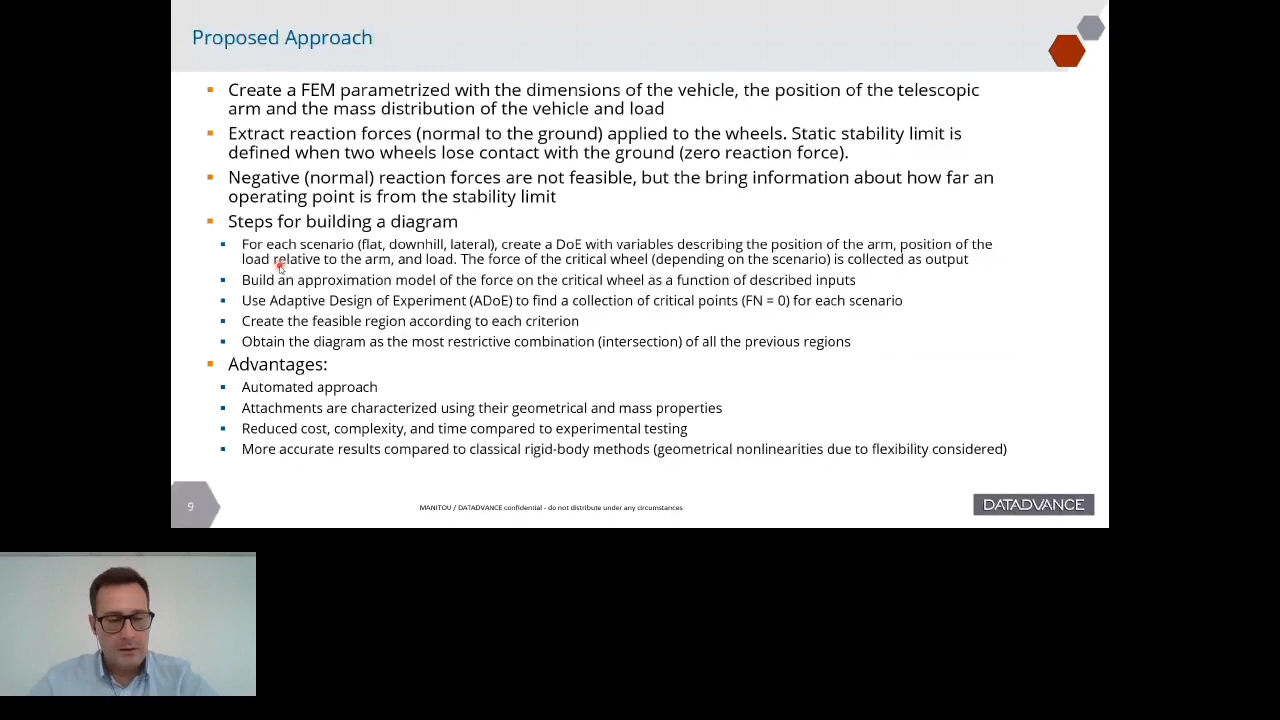 Proposed Approach
Create a FEM parametrized with the dimensions of the vehicle, the position of the telescopic
arm and the mass distribution of the vehicle and load
Extract reaction forces (normal to the ground) applied to the wheels. Static stability limit is
defined when two wheels lose contact with the ground (zero reaction force).
Negative (normal) reaction forces are not feasible, but the bring information about how far an
operating point is from the stability limit
Steps for building a diagram
For each scenario (flat, downhill, lateral), create a DoE with variables describing the position of the arm, position of the
load relative to the arm, and load. The force of the critical wheel (depending on the scenario) is collected as output
Build an approximation model of the force on the critical wheel as a function of described inputs
Use Adaptive Design of Experiment (ADoE) to find a collection of critical points (FN = 0) for each scenario
Create the feasible region according to each criterion
Obtain the diagram as the most restrictive combination (intersection) of all the previous regions
Advantages:
Automated approach
Attachments are characterized using their geometrical and mass properties
Reduced cost, complexity, and time compared to experimental testing
More accurate results compared to classical rigid-body methods (geometrical nonlinearities due to flexibility considered)
9
MANITOU / DATADVANCE confidential - do not distribute under any circumstances
DATADVANCE